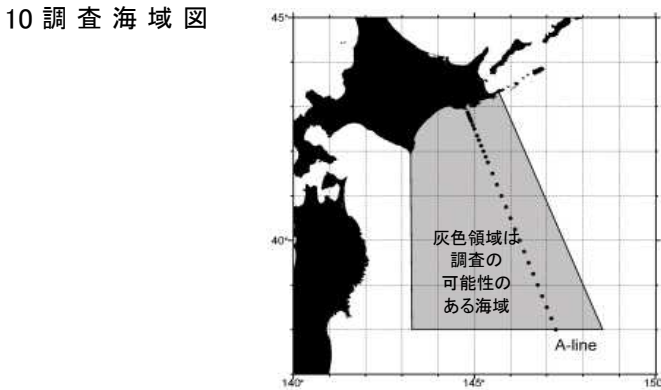 10 調 査 海 域 図
45°
40°
灰色領域は
調査の
可能性の
ある海域
A-line
140°
145°
150